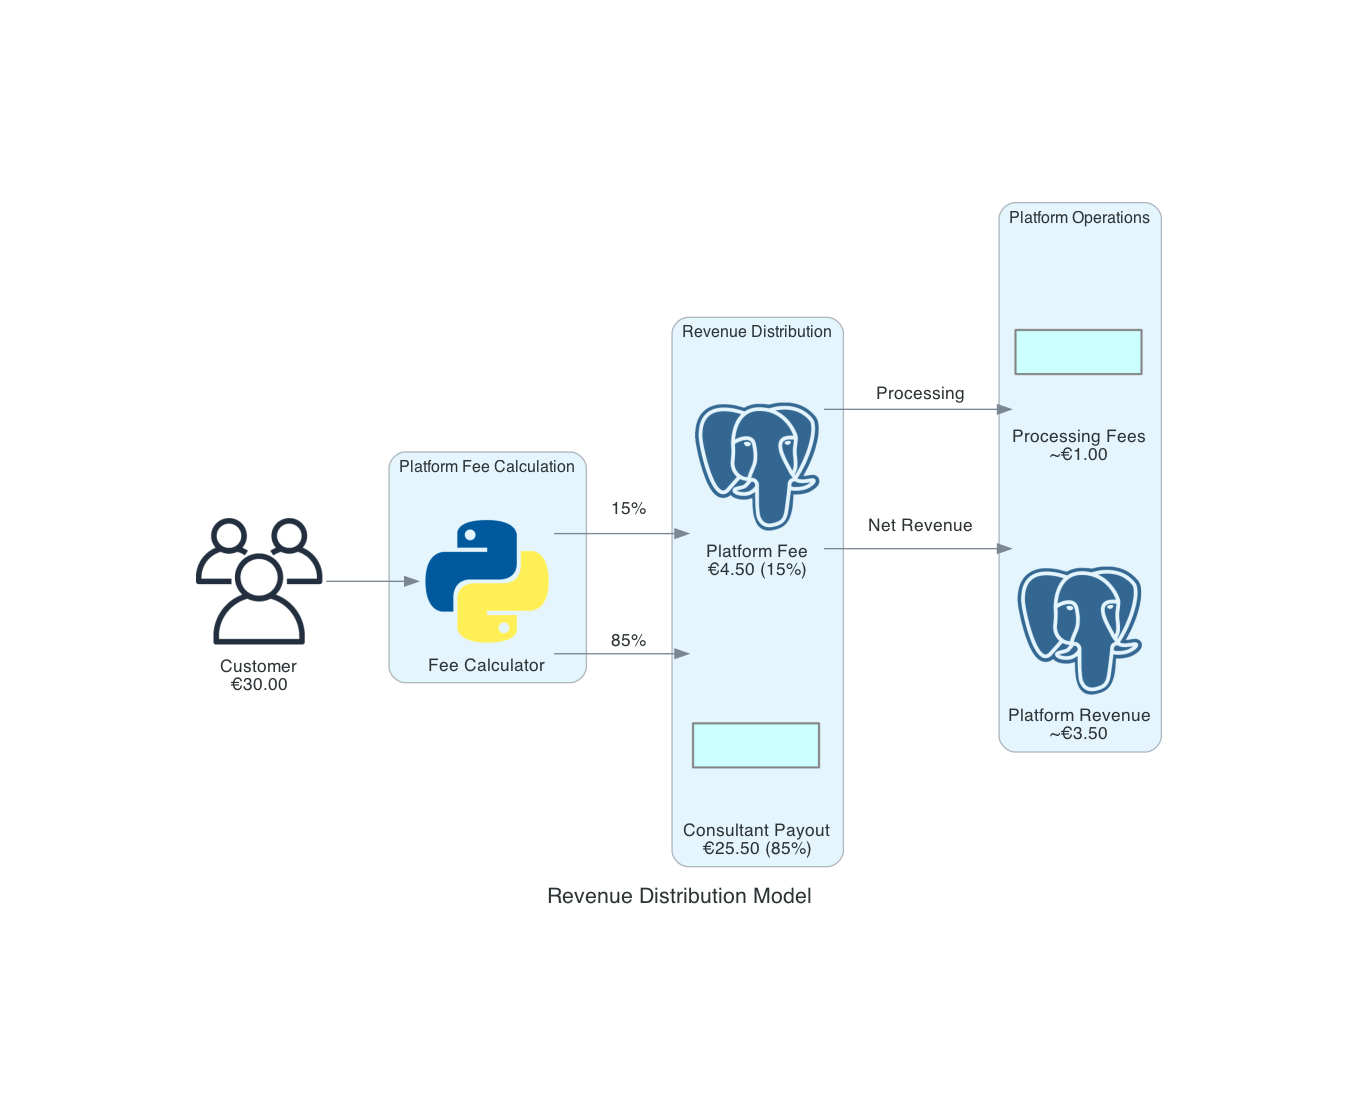 Platform Operations
Revenue Distribution
Processing
Processing Fees
~€1.00
Platform Fee Calculation
15%
Net Revenue
Platform Fee
€4.50 (15%)
85%
Customer
€30.00
Fee Calculator
Platform Revenue
~€3.50
Consultant Payout
€25.50 (85%)
Revenue Distribution Model